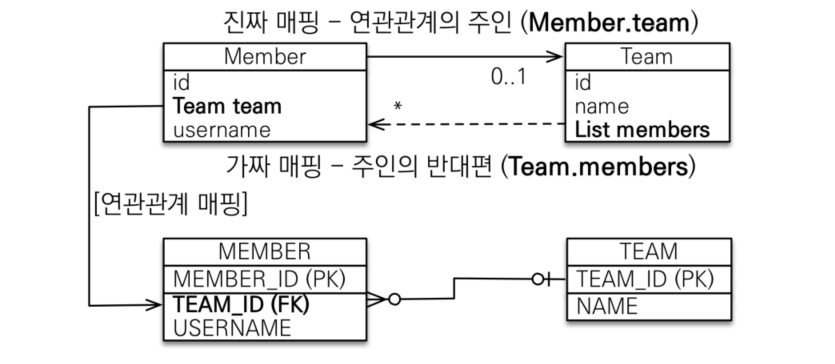 진짜 매핑 - 연관관계의 주인 (Member.team)
Member
id
Team team
username
0..1
*
Team
id
name
List members
가짜 매핑 - 주인의 반대편 (Team.members)
[연관관계 매핑]
MEMBER
MEMBER_ID (PK)
TEAM_ID (FK)
USERNAME
TEAM
TEAM_ID (PK)
NAME